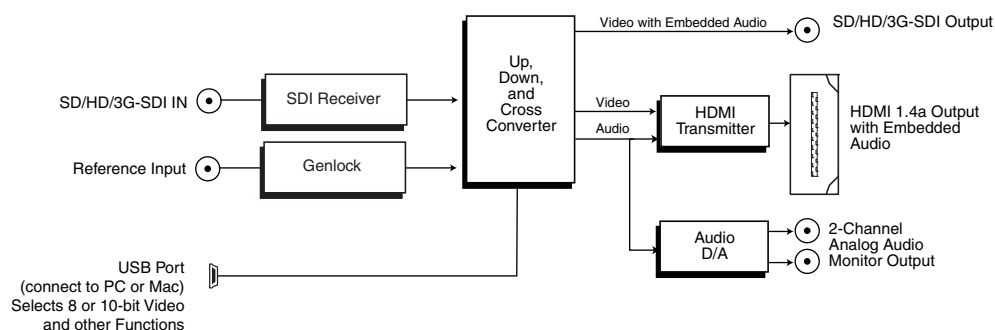 Video with Embedded Audio
SD/HD/3G-SDI Output
Up,
Down,
and
Cross
Converter
SD/HD/3G-SDI IN
SDI Receiver
Video
Audio
HDMI
Transmitter
HDMI 1.4a Output
with Embedded
Audio
Reference Input
Genlock
Audio
D/A
2-Channel
Analog Audio
Monitor Output
USB Port
(connect to PC or Mac)
Selects 8 or 10-bit Video
and other Functions